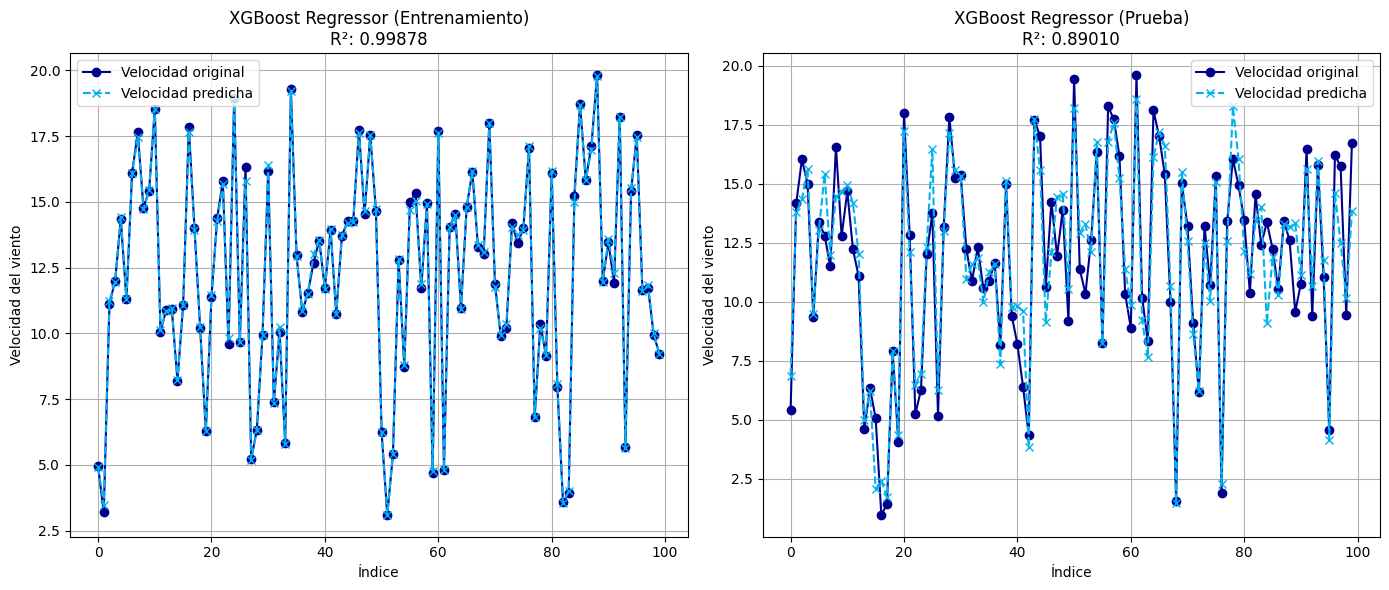 XGBoost Regressor (Entrenamiento)
R²: 0.99878
Velocidad original
Velocidad predicha
Velocidad del viento
20.0
17.5
15.0
12.5
10.0
7.5
5.0
2.5
0
20
40
60
80
100
Índice
XGBoost Regressor (Prueba)
R²: 0.89010
Velocidad original
Velocidad predicha
Velocidad del viento
20.0
17.5
15.0
12.5
10.0
7.5
5.0
2.5
0
20
40
60
80
100
Índice